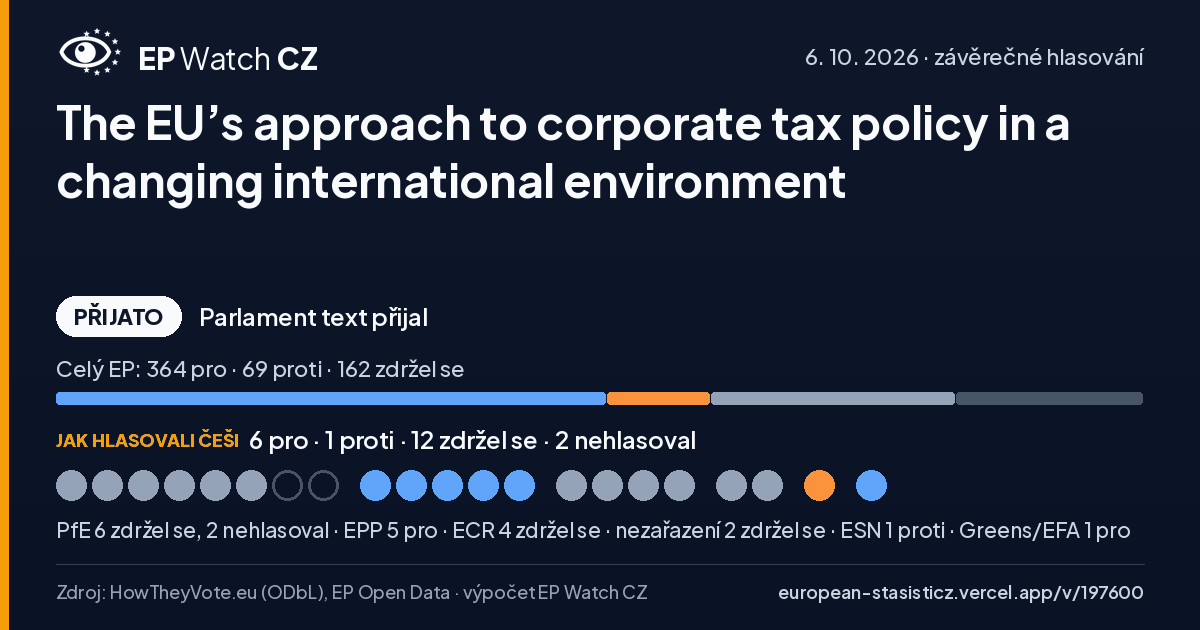 EP Watch CZ
6. 10. 2026 · závěrečné hlasování
The EU’s approach to corporate tax policy in a
changing international environment
PŘIJATO Parlament text přijal
Celý EP: 364 pro · 69 proti · 162 zdržel se
JAK HLASOVALI ČEŠI 6 pro · 1 proti · 12 zdržel se · 2 nehlasoval
PfE 6 zdržel se, 2 nehlasoval · EPP 5 pro · ECR 4 zdržel se · nezařazení 2 zdržel se · ESN 1 proti · Greens/EFA 1 pro
Zdroj: HowTheyVote.eu (ODbL), EP Open Data · výpočet EP Watch CZ
european-stasisticz.vercel.app/v/197600